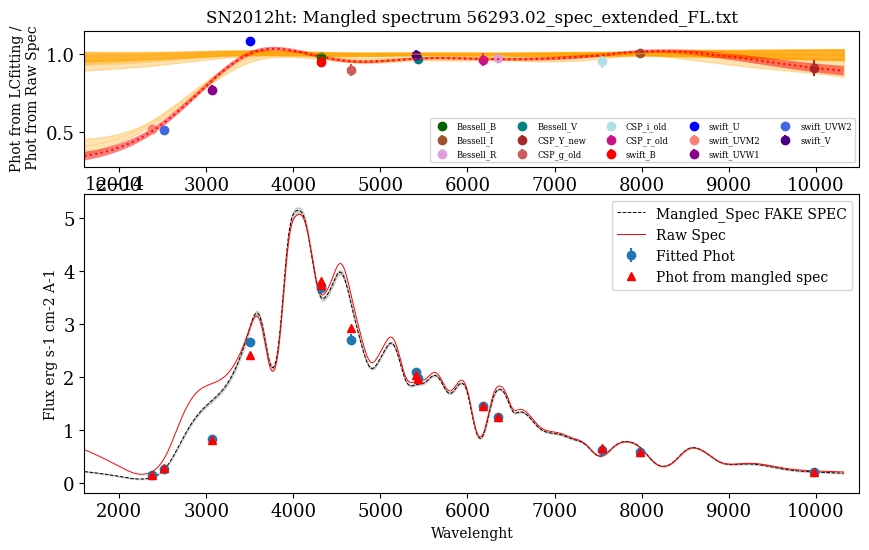 SN2012ht: Mangled spectrum 56293.02_spec_extended_FL.txt
Phot from LCfitting /
Phot from Raw Spec
1.0
0.5
Bessell_B Bessell_V CSP_i_old swift_U swift_UVW2
Bessell_I CSP_Y_new CSP_r_old swift_UVM2 swift_V
Bessell_R CSP_g_old swift_B swift_UVW1
2000 3000 4000 5000 6000 7000 8000 9000 10000
1e−14
Flux erg s-1 cm-2 A-1
5
4
3
2
1
0
Mangled_Spec FAKE SPEC
Raw Spec
Fitted Phot
Phot from mangled spec
2000 3000 4000 5000 6000 7000 8000 9000 10000
Wavelenght